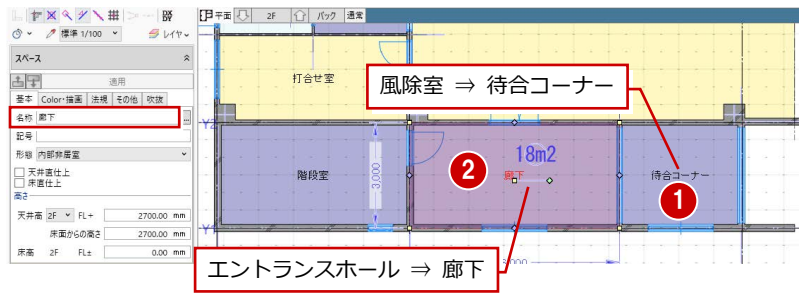 平面 2F バック 通常
標準 1/100 レイヤ
スペース
適用
基本 Color・描画 法規 その他 吹抜
名称 廊下 ...
記号
形態 内部非居室
天井直仕上
床直仕上
高さ
天井高 2F FL+ 2700.00 mm
床面からの高さ 2700.00 mm
床高 2F FL± 0.00 mm
打合せ室
風除室 ⇒ 待合コーナー
Y2
階段室
3,000
2
18m2
廊下
待合コーナー
1
Y1
エントランスホール ⇒ 廊下